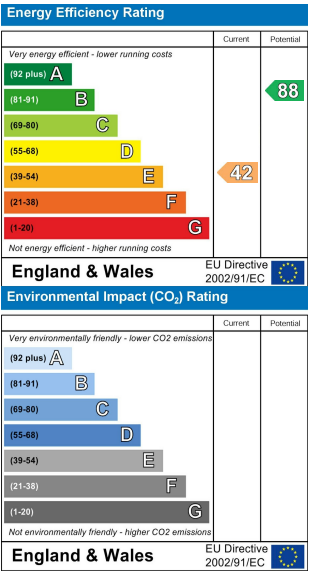 Energy Efficiency Rating
Current Potential
Very energy efficient - lower running costs
(92 plus) A
(81-91) B
88
(69-80) C
(55-68) D
(39-54) E
42
(21-38) F
(1-20) G
Not energy efficient - higher running costs
England & Wales
EU Directive
2002/91/EC
Environmental Impact (CO₂) Rating
Current Potential
Very environmentally friendly - lower CO2 emissions
(92 plus) A
(81-91) B
(69-80) C
(55-68) D
(39-54) E
(21-38) F
(1-20) G
Not environmentally friendly - higher CO2 emissions
England & Wales
EU Directive
2002/91/EC